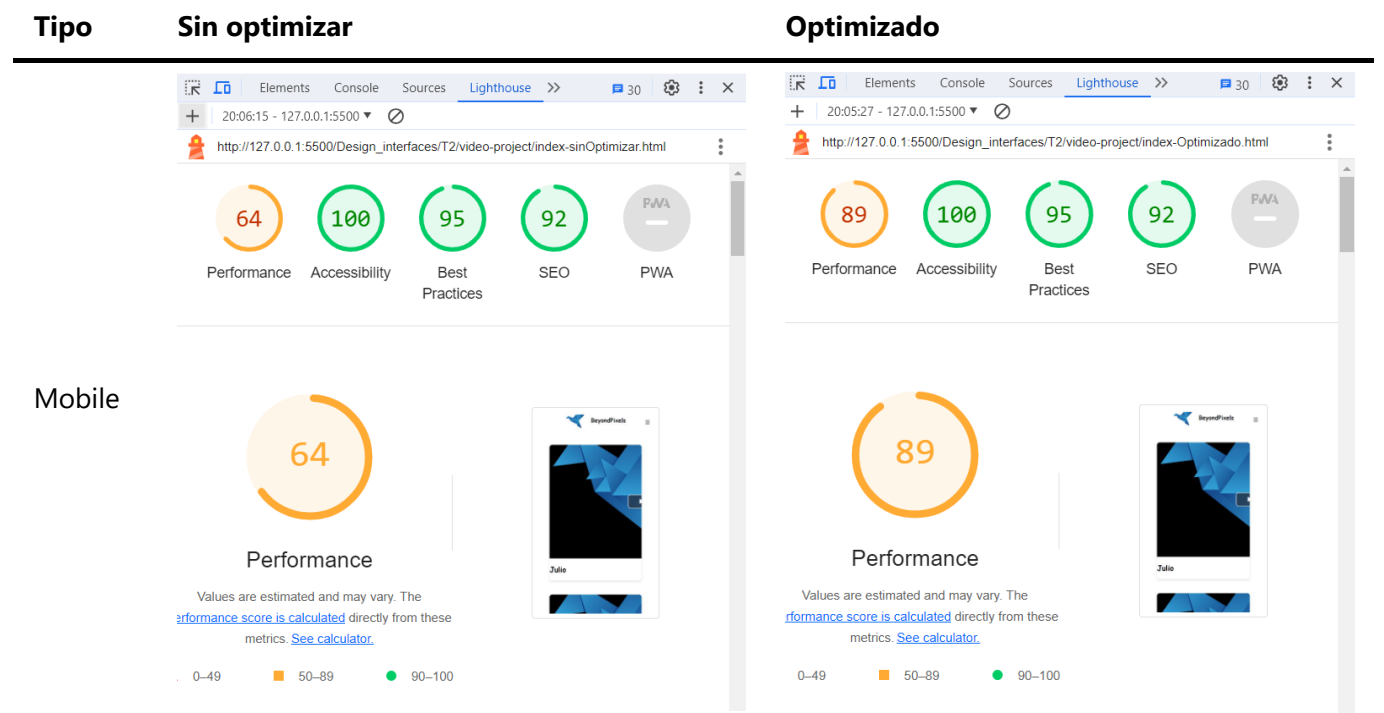 Tipo Sin optimizar Optimizado
Elements Console Sources Lighthouse 30
20:06:15 - 127.0.0.1:5500
http://127.0.0.1:5500/Design_interfaces/T2/video-project/index-sinOptimizar.html
64 100 95 92 PWA
Performance Accessibility Best Practices SEO PWA
64
BeyondPixels
Julio
Performance
Values are estimated and may vary. The
erformance score is calculated directly from these
metrics. See calculator.
0–49 50–89 90–100
Elements Console Sources Lighthouse 30
20:05:27 - 127.0.0.1:5500
http://127.0.0.1:5500/Design_interfaces/T2/video-project/index-Optimizado.html
89 100 95 92 PWA
Performance Accessibility Best Practices SEO PWA
89
BeyondPixels
Julio
Performance
Values are estimated and may vary. The
rformance score is calculated directly from these
metrics. See calculator.
0–49 50–89 90–100
Mobile